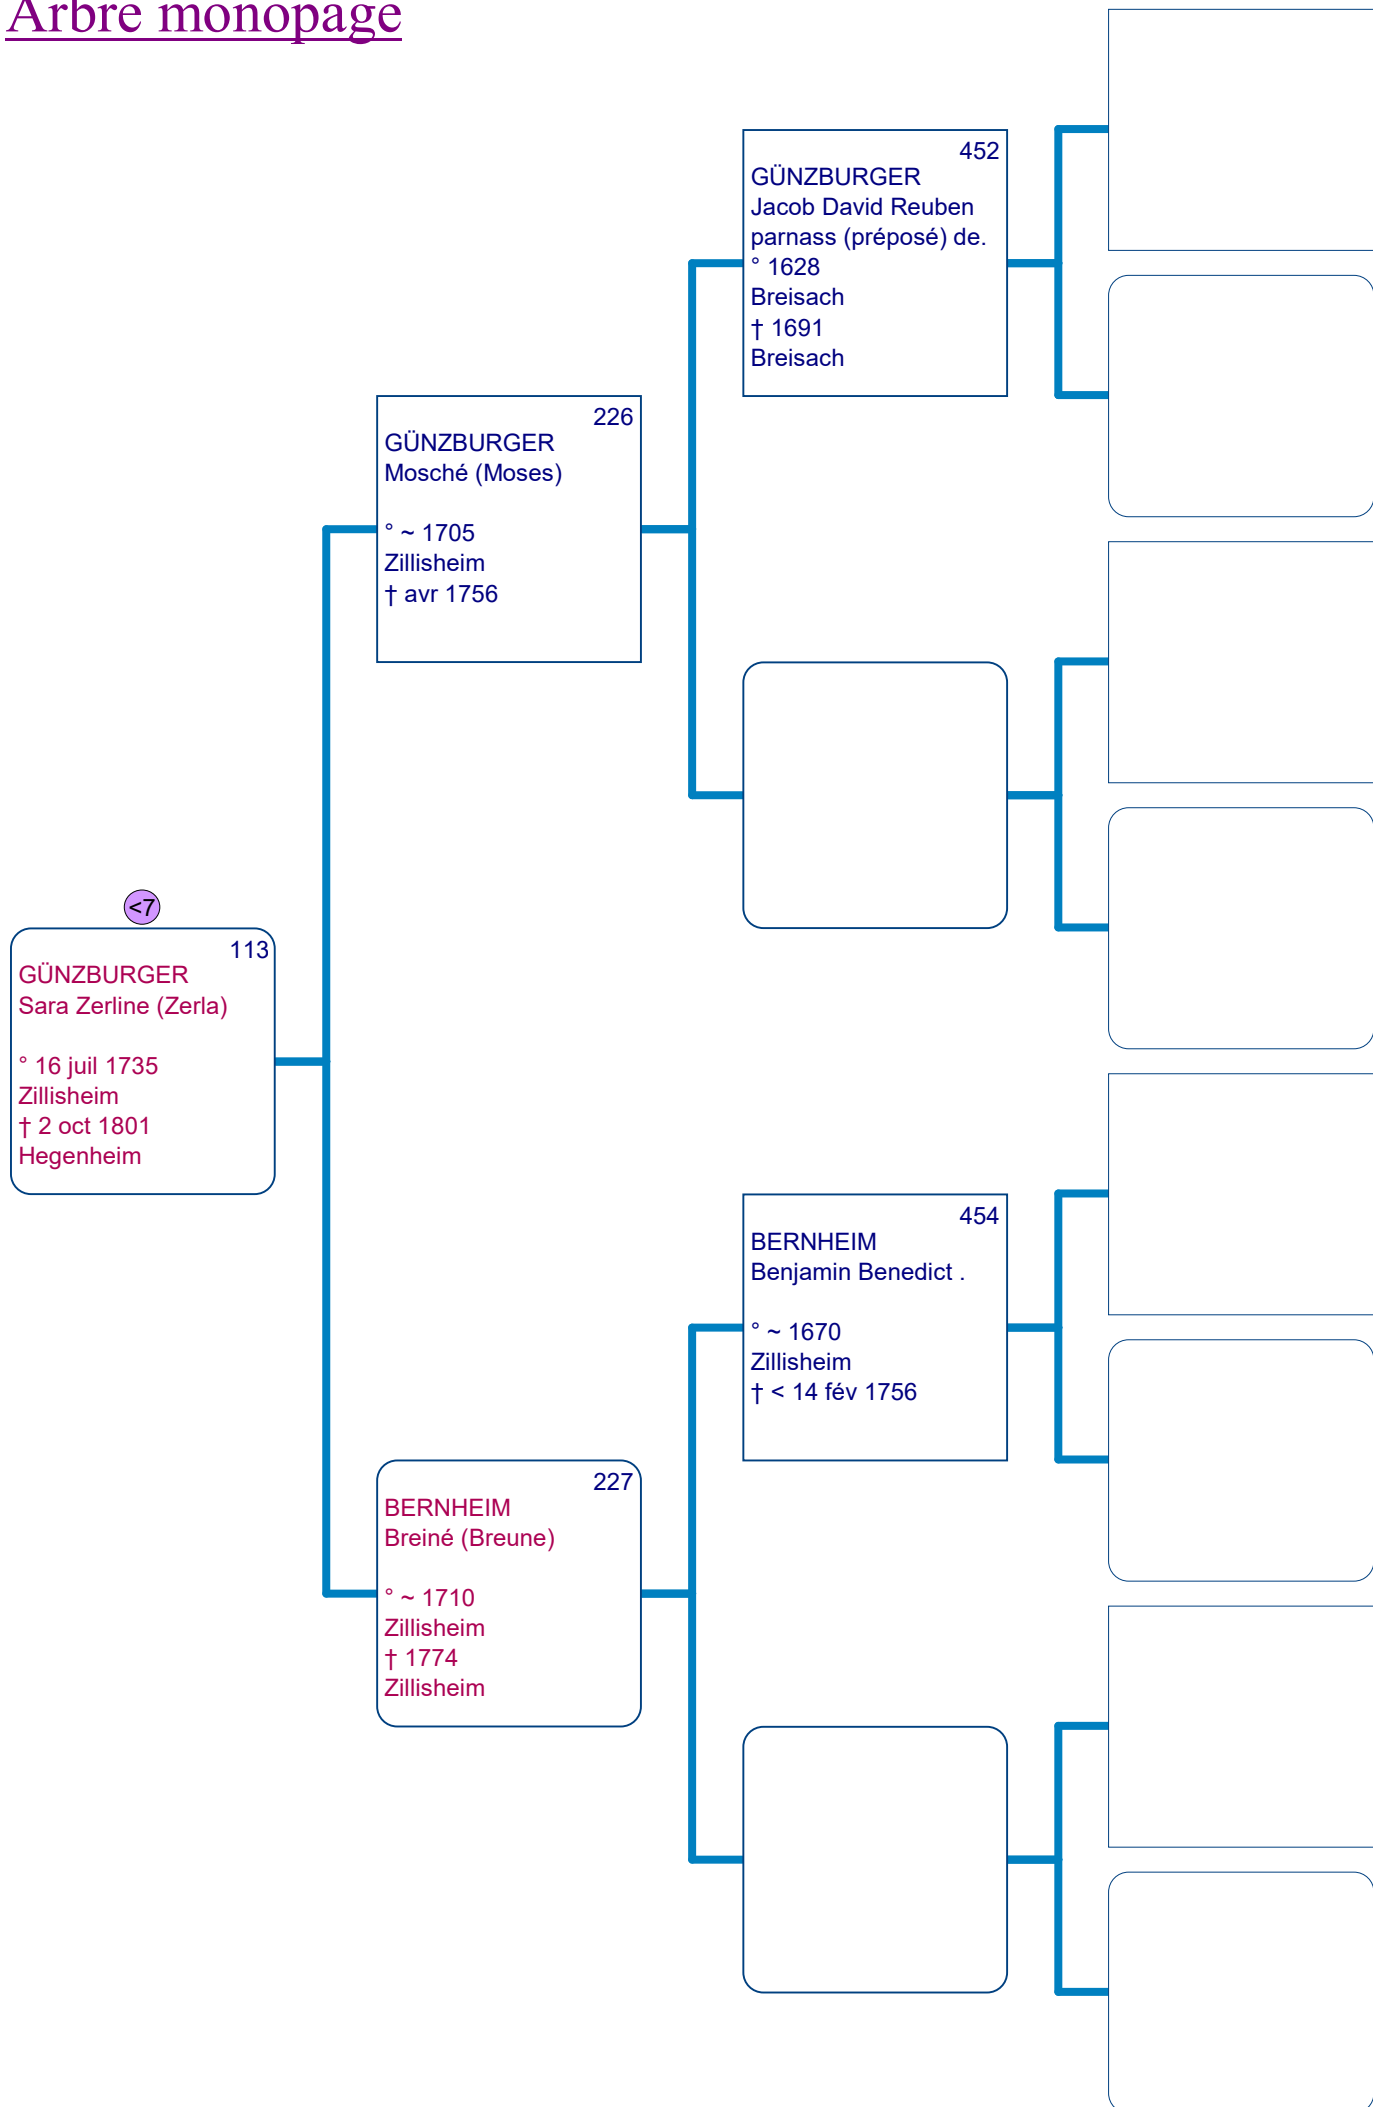 Arbre monopage
452
GÜNZBURGER
Jacob David Reuben
parnass (préposé) de.
° 1628
Breisach
† 1691
Breisach
226
GÜNZBURGER
Mosché (Moses)
° ~ 1705
Zillisheim
† avr 1756
<7
113
GÜNZBURGER
Sara Zerline (Zerla)
° 16 juil 1735
Zillisheim
† 2 oct 1801
Hegenheim
454
BERNHEIM
Benjamin Benedict .
° ~ 1670
Zillisheim
† < 14 fév 1756
227
BERNHEIM
Breiné (Breune)
° ~ 1710
Zillisheim
† 1774
Zillisheim